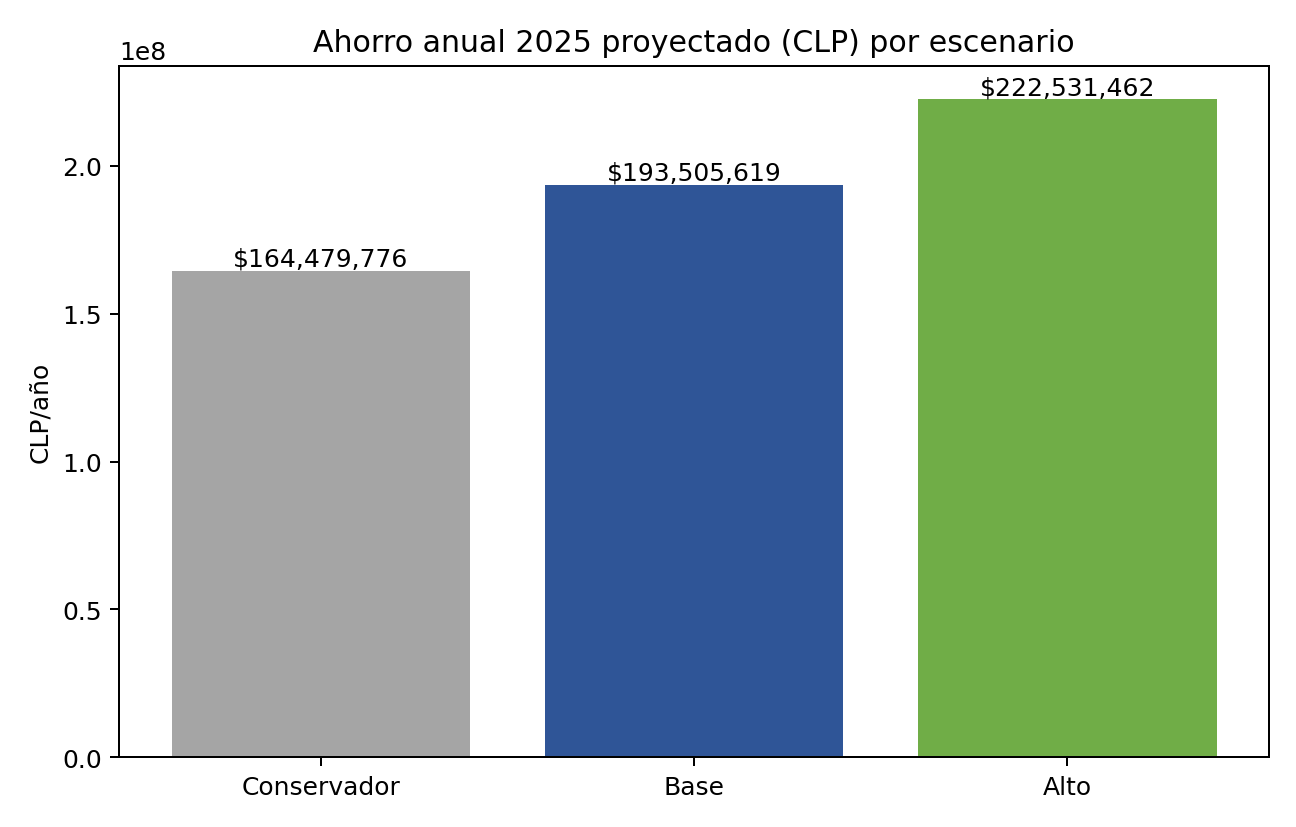 Ahorro anual 2025 proyectado (CLP) por escenario
1e8
$222,531,462
$193,505,619
$164,479,776
2.0
1.5
1.0
0.5
0.0
CLP/año
Conservador
Base
Alto